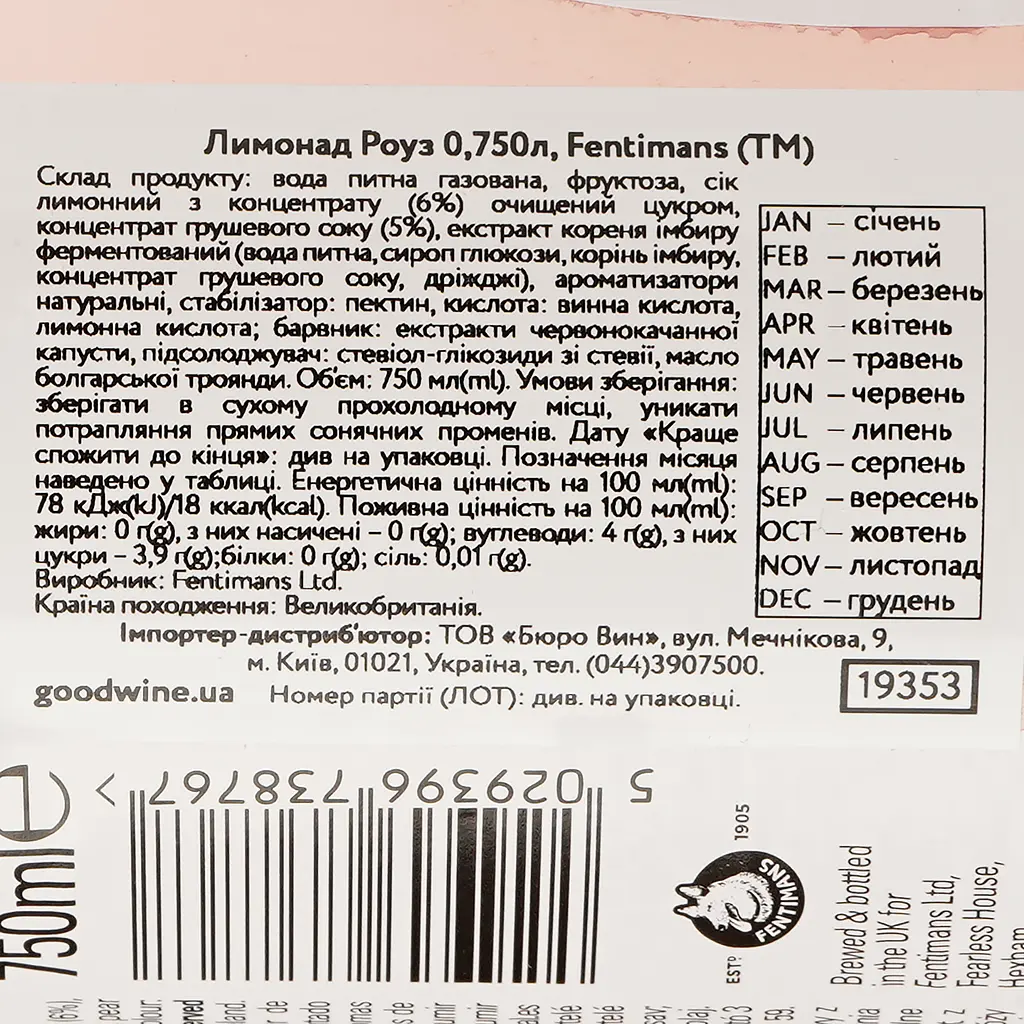 Лимонад Роуз 0,750л, Fentimans (TM)
Склад продукту: вода питна газована, фруктоза, сік
лимонний з концентрату (6%) очищений цукром,
концентрат грушевого соку (5%), екстракт кореня імбиру
ферментований (вода питна, сироп глюкози, корінь імбиру,
концентрат грушевого соку, дріжджі), ароматизатори
натуральні, стабілізатор: пектин, кислота: винна кислота,
лимонна кислота; барвник: екстракти червонокачанної
капусти, підсолоджувач: стевіол-глікозиди зі стевії, масло
болгарської троянди. Об'єм: 750 мл(ml). Умови зберігання:
зберігати в сухому прохолодному місці, уникати
потрапляння прямих сонячних променів. Дату «Краще
спожити до кінця»: див на упаковці. Позначення місяця
наведено у таблиці. Енергетична цінність на 100 мл(ml):
78 кДж(kJ)/18 ккал(kcal). Поживна цінність на 100 мл(ml):
жири: 0 г(g), з них насичені – 0 г(g); вуглеводи: 4 г(g), з них
цукри – 3,9 г(g);білки: 0 г(g); сіль: 0,01 г(g).
Виробник: Fentimans Ltd.
Країна походження: Великобританія.
JAN – січень
FEB – лютий
MAR – березень
APR – квітень
MAY – травень
JUN – червень
JUL – липень
AUG – серпень
SEP – вересень
OCT – жовтень
NOV – листопад
DEC – грудень
Імпортер-дистриб'ютор: ТОВ «Бюро Вин», вул. Мечнікова, 9,
м. Київ, 01021, Україна, тел. (044)3907500.
goodwine.ua Номер партії (ЛОТ): див. на упаковці.
19353
5 029396 738767 >
750ml e
ESTD 1905
FENTIMANS
Brewed & bottled
in the UK for
Fentimans Ltd,
Fearless House,